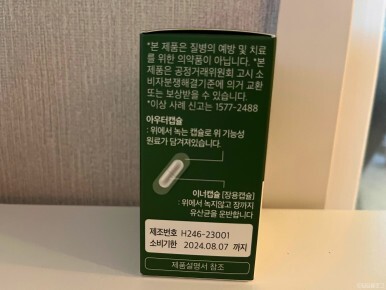 *본 제품은 질병의 예방 및 치료
를 위한 의약품이 아닙니다. *본
제품은 공정거래위원회 고시 소
비자분쟁해결기준에 의거 교환
또는 보상받을 수 있습니다.
*이상 사례 신고는 1577-2488
아우터캡슐
: 위에서 녹는 캡슐로 위 기능성
원료가 담겨져있습니다.
이너캡슐 [장용캡슐]
: 위에서 녹지않고 장까지
유산균을 운반합니다
제조번호 H246-23001
소비기한 2024.08.07 까지
제품설명서 참조